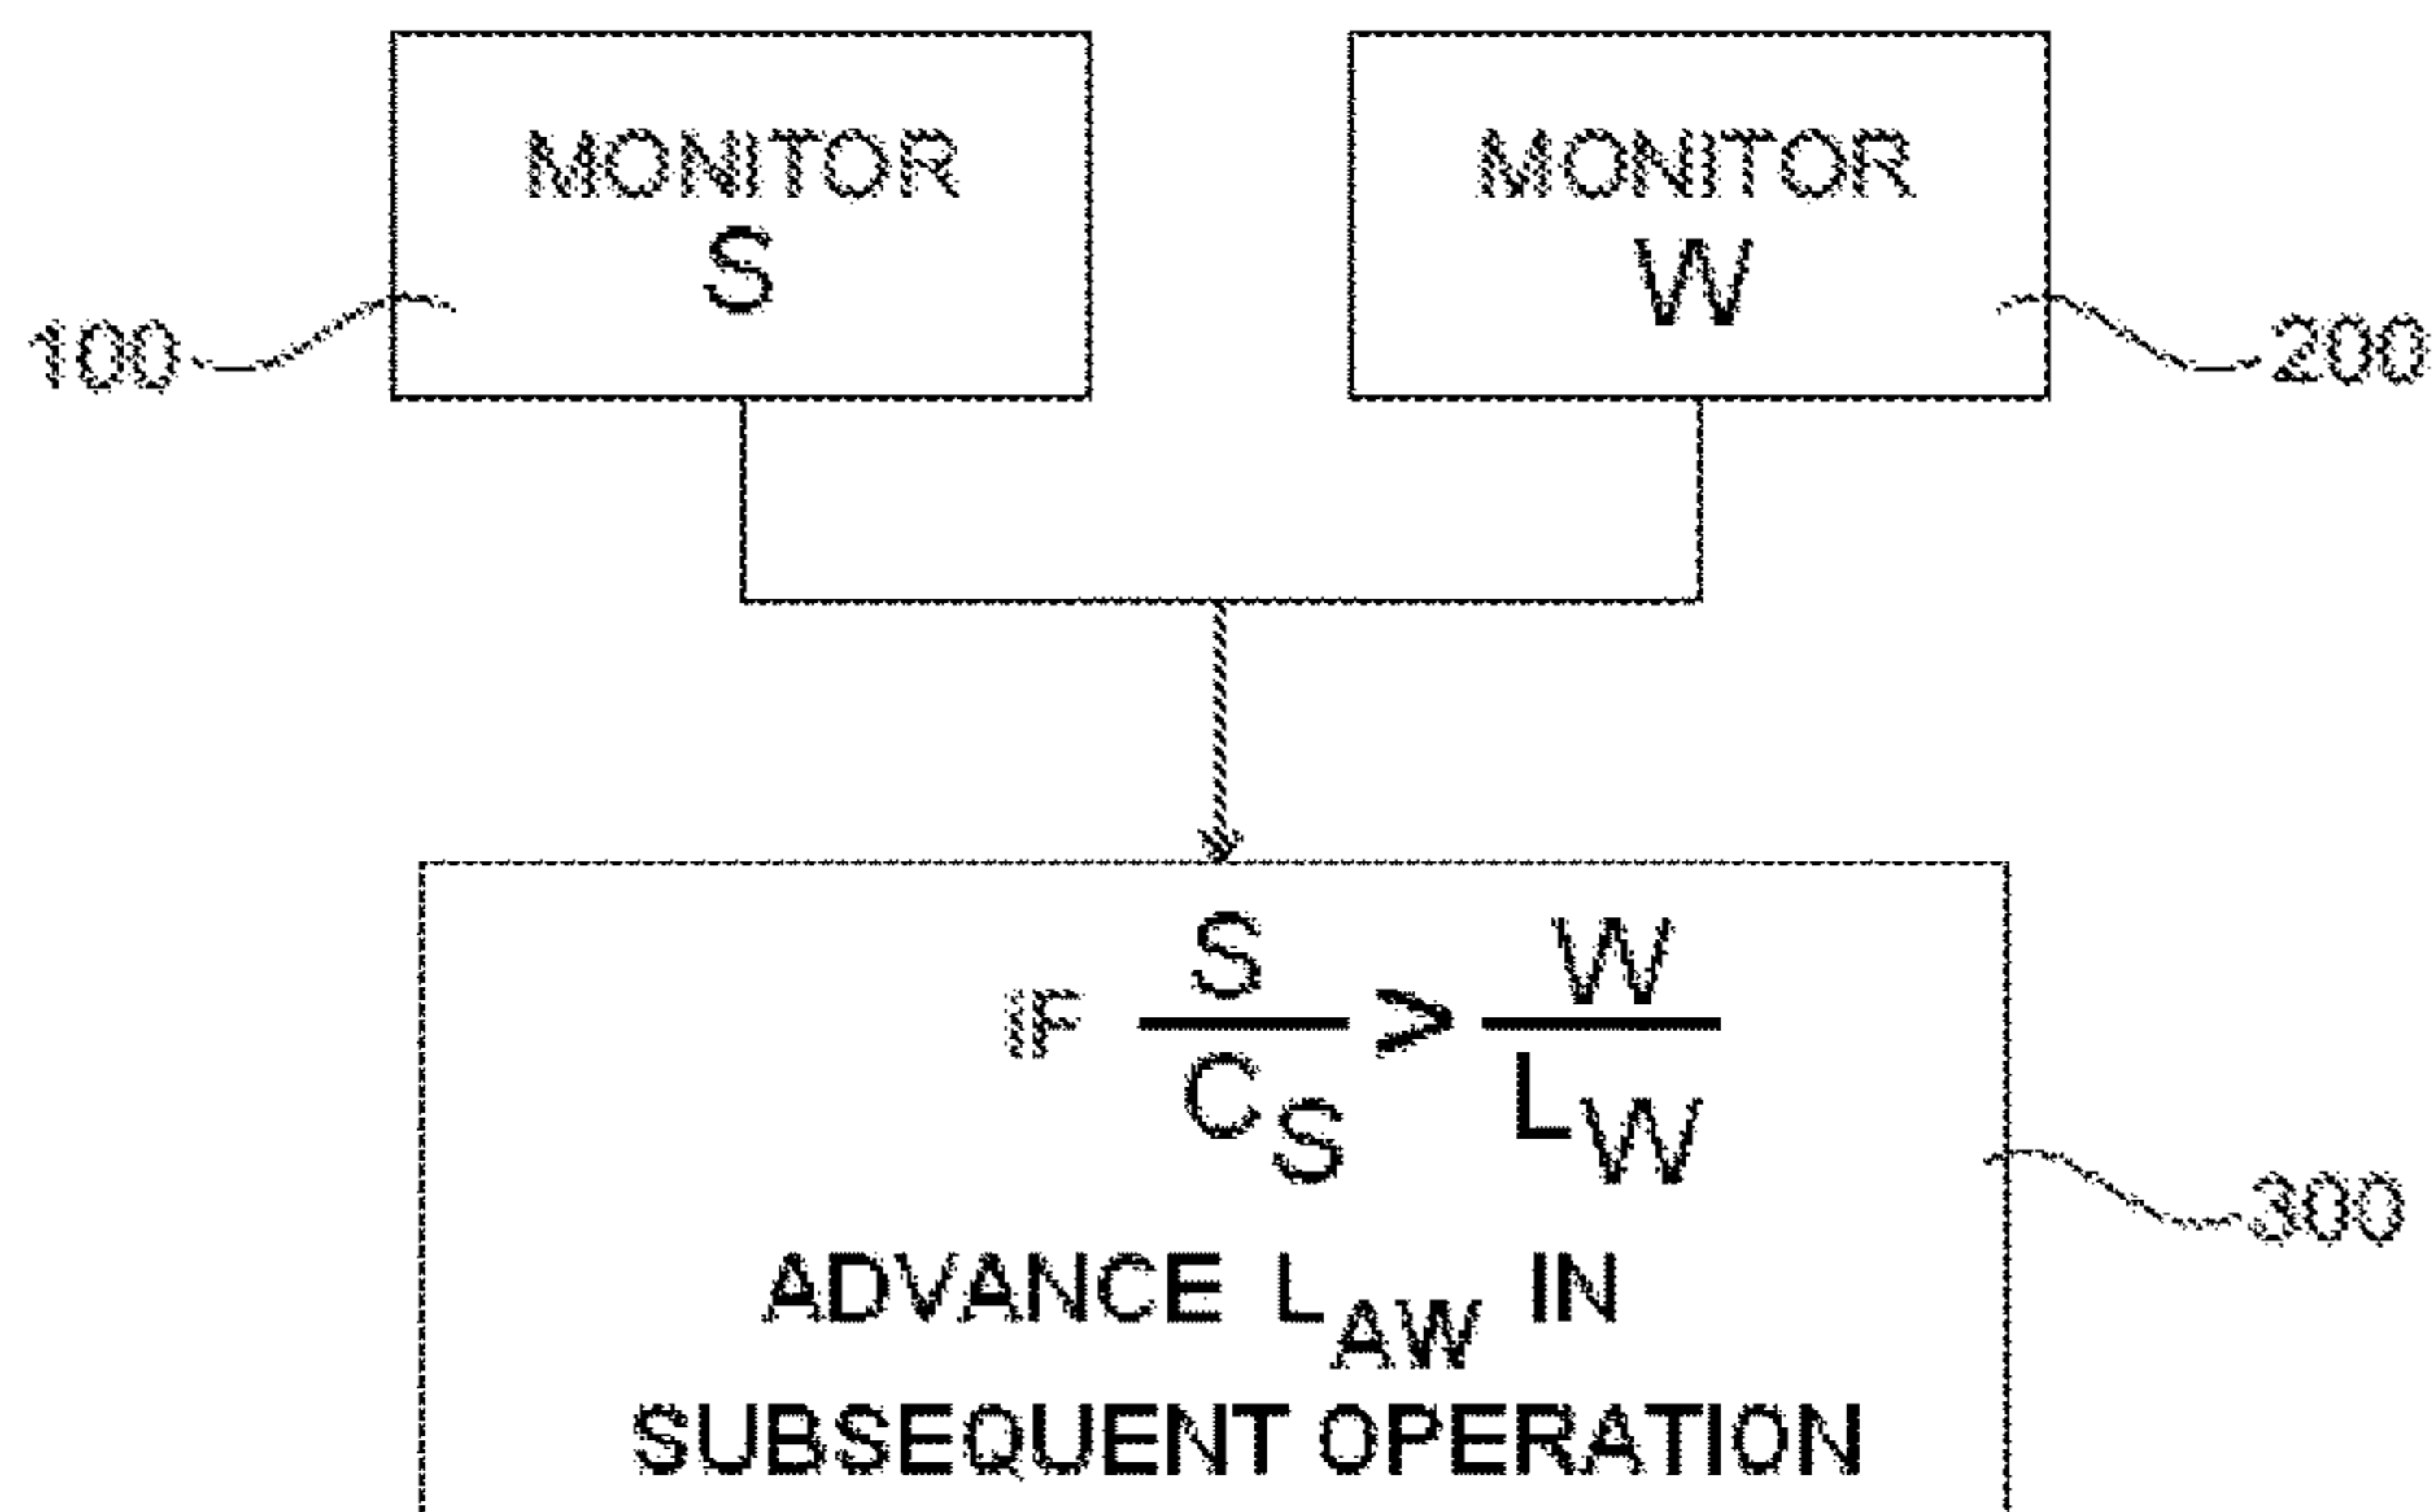 MONITOR
S
MONITOR
W
100
200
IF S/C_S > W/L_W
ADVANCE L_AW IN
SUBSEQUENT OPERATION
300